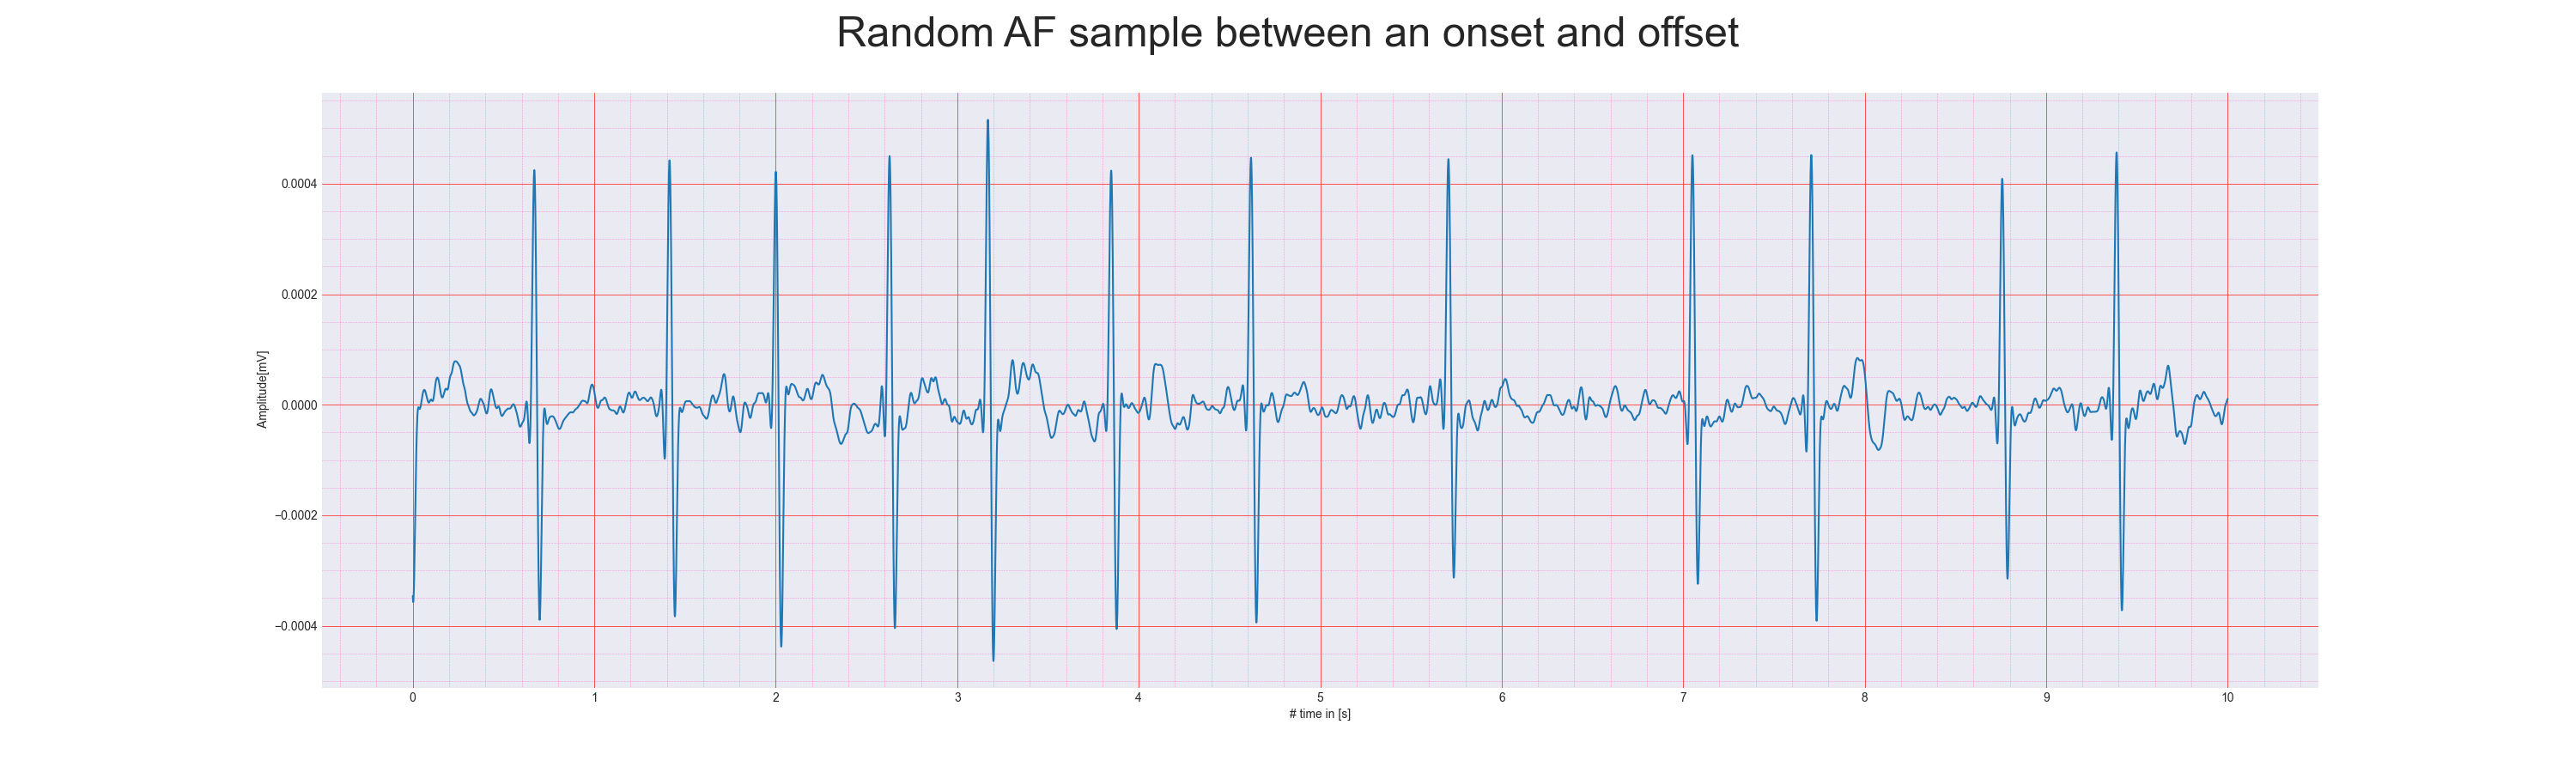 Random AF sample between an onset and offset
Amplitude[mV]
0.0004
0.0002
0.0000
−0.0002
−0.0004
0 1 2 3 4 5 6 7 8 9 10
# time in [s]